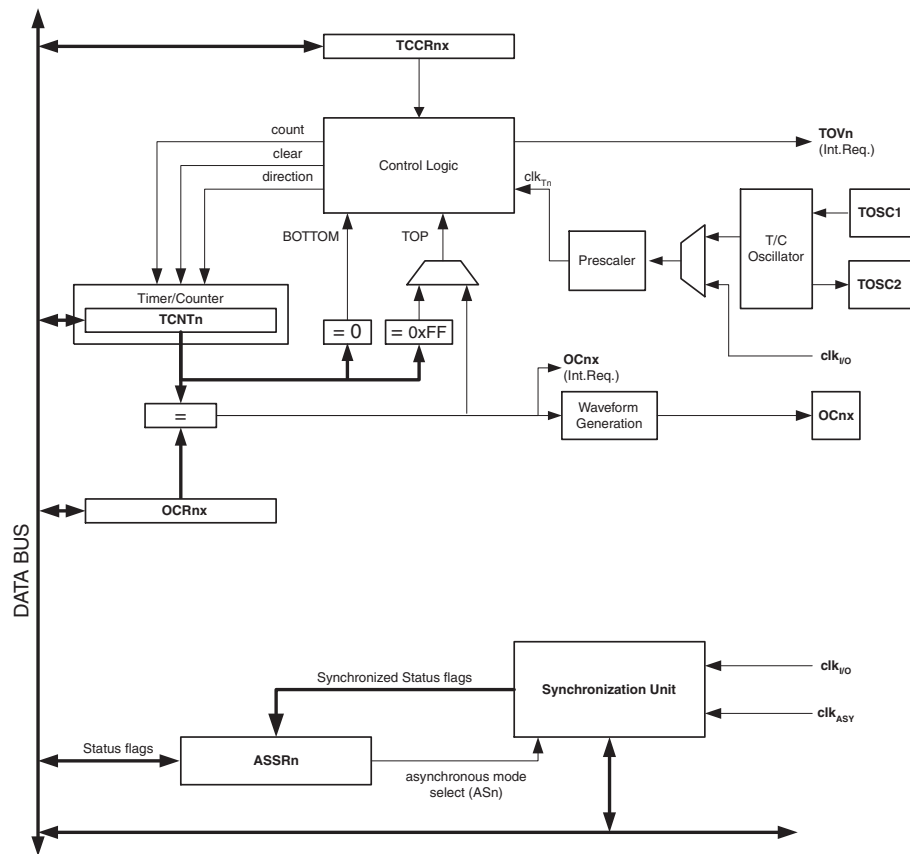 TCCRnx
count
clear
direction
Control Logic
TOVn
(Int.Req.)
clkTn
BOTTOM
TOP
TOSC1
T/C
Oscillator
Prescaler
TOSC2
Timer/Counter
TCNTn
= 0
= 0xFF
clkI/O
OCnx
(Int.Req.)
=
Waveform
Generation
OCnx
OCRnx
DATA BUS
Synchronized Status flags
Synchronization Unit
clkI/O
clkASY
Status flags
ASSRn
asynchronous mode
select (ASn)